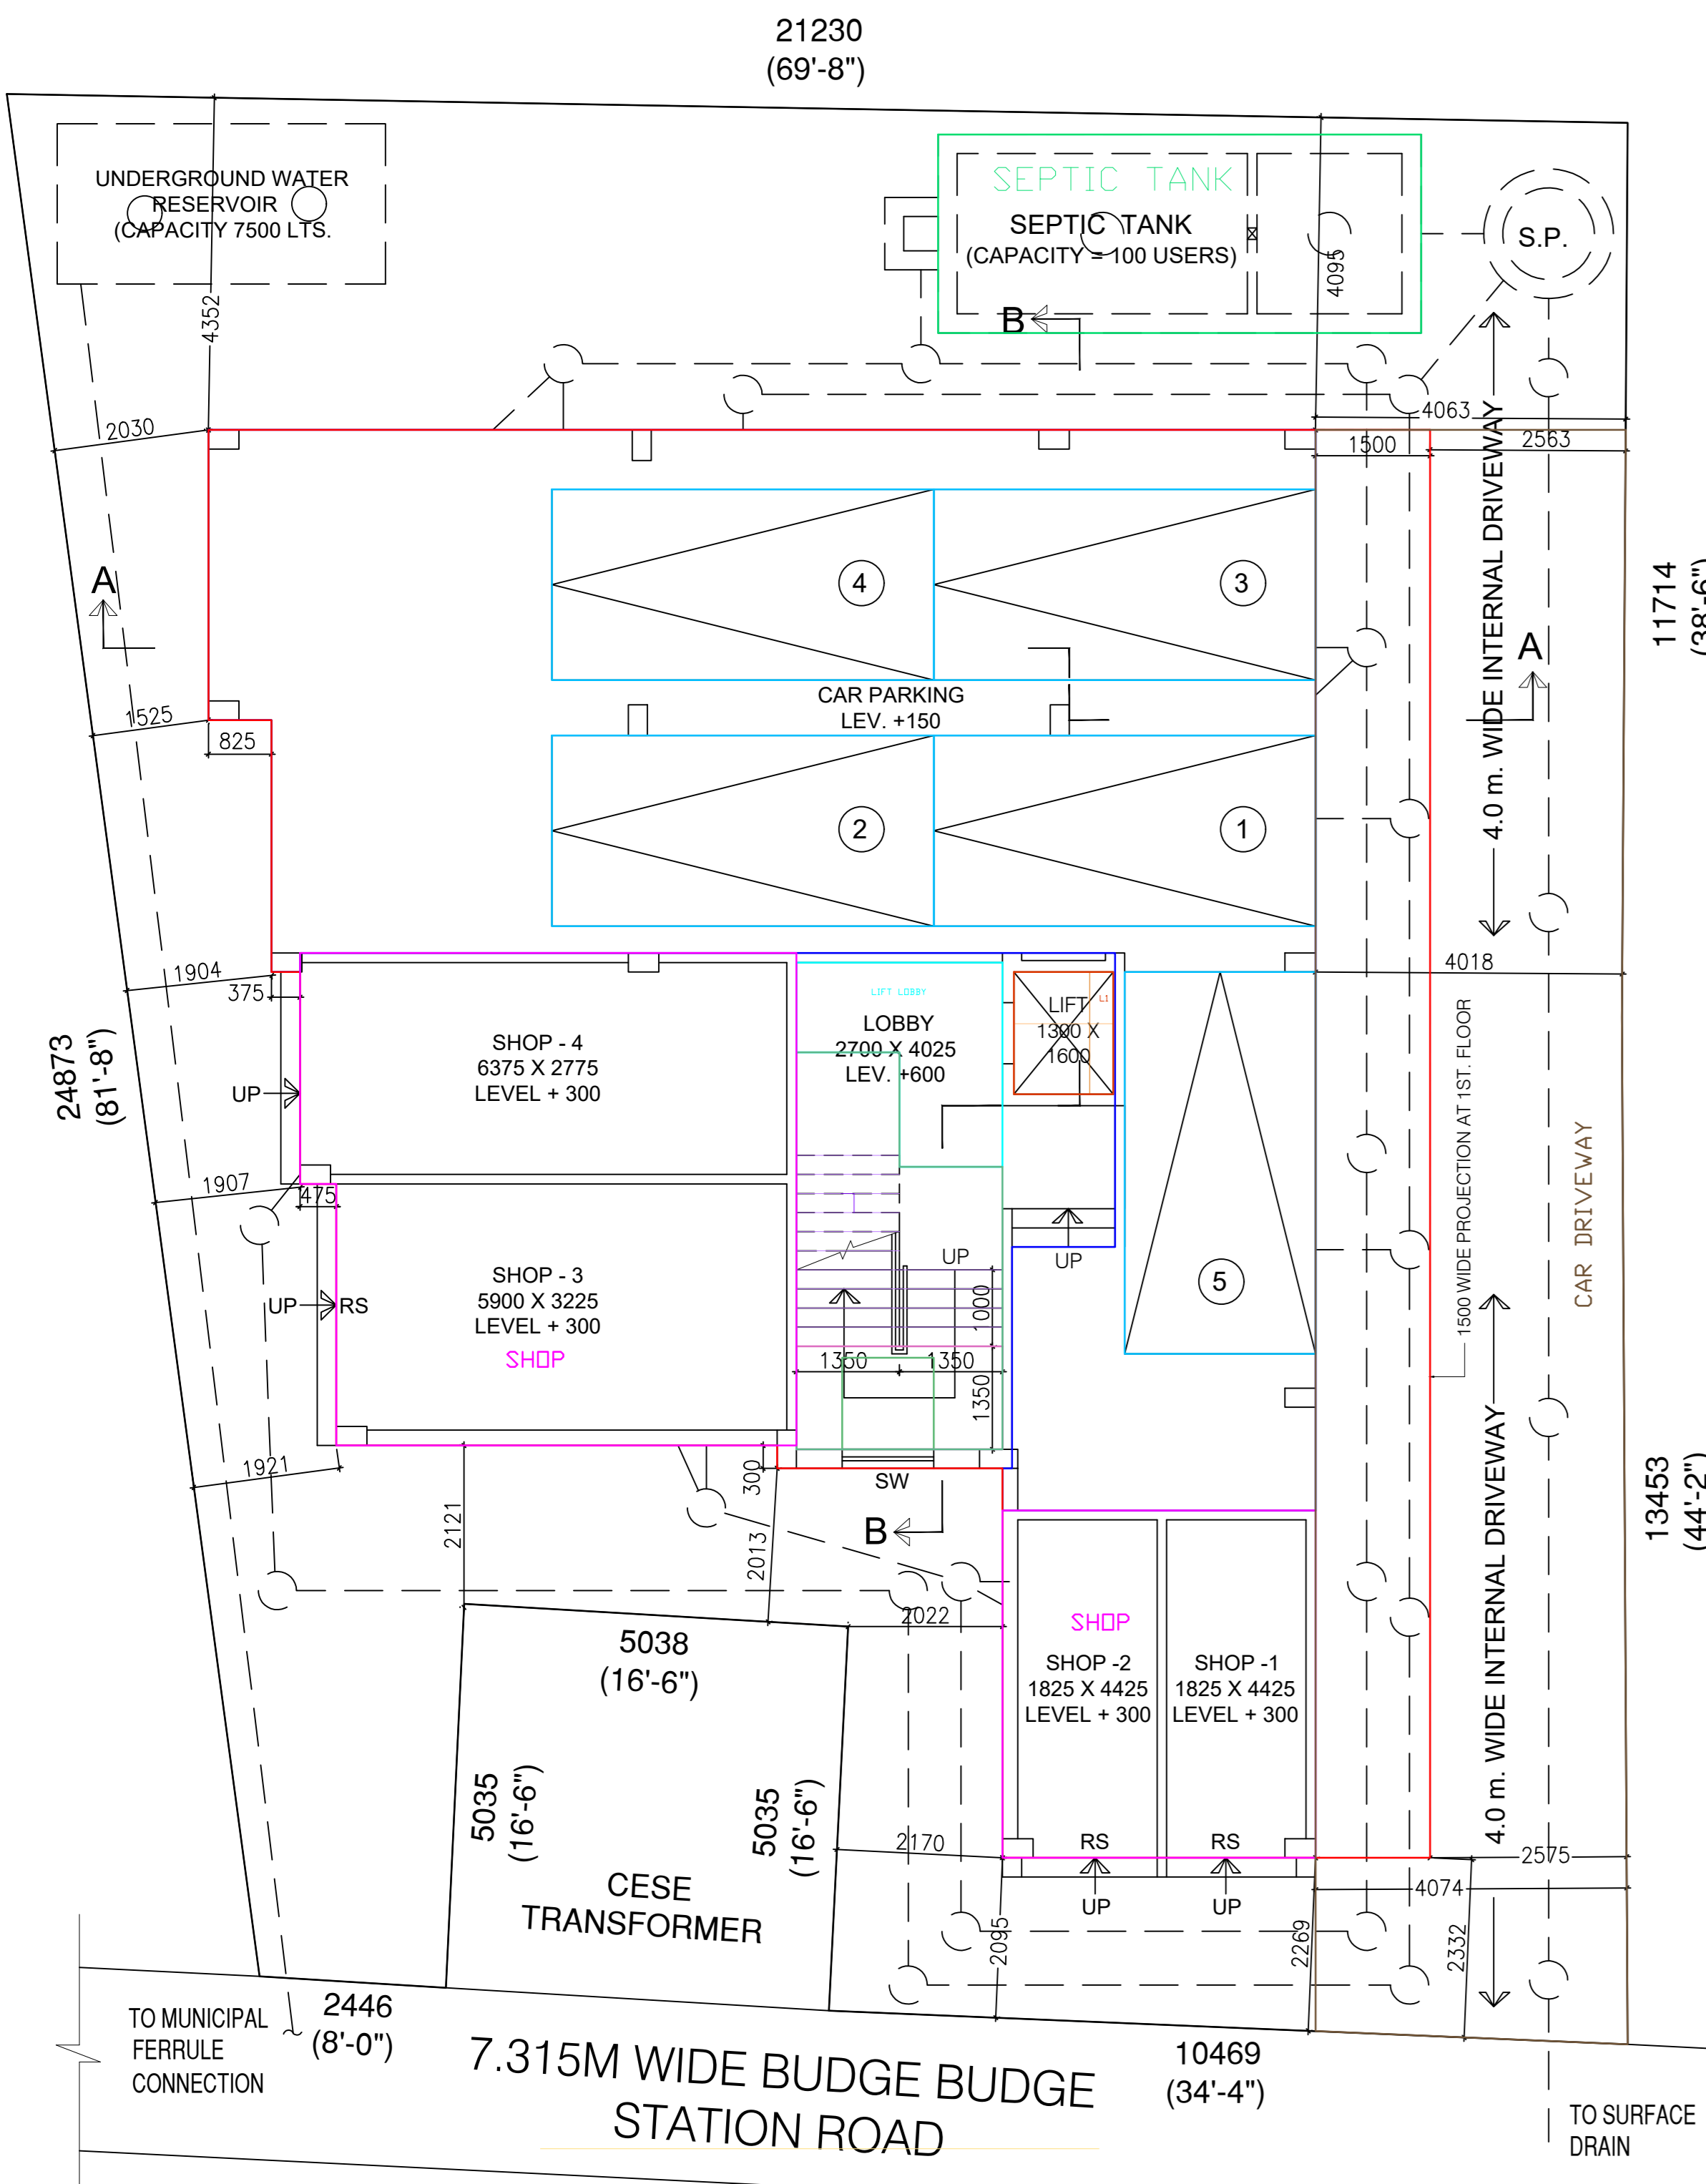 21230
(69'-8")
UNDERGROUND WATER
RESERVOIR
(CAPACITY 7500 LTS.
4352
SEPTIC TANK
SEPTIC TANK
(CAPACITY = 100 USERS)
4095
S.P.
B
2030
4063
1500
2563
4.0 m. WIDE INTERNAL DRIVEWAY
11714
(38'-6")
4
3
A
A
CAR PARKING
LEV. +150
1525
825
2
1
1904
375
4018
24873
(81'-8")
UP
SHOP - 4
6375 X 2775
LEVEL + 300
LIFT LOBBY
LOBBY
2700 X 4025
LEV. +600
LIFT
L1
1300 X
1600
1500 WIDE PROJECTION AT 1ST. FLOOR
CAR DRIVEWAY
1907
475
UP
RS
SHOP - 3
5900 X 3225
LEVEL + 300
SHOP
UP
UP
5
1000
1350
1350
1350
1921
300
SW
2121
2013
B
13453
(44'-2")
4.0 m. WIDE INTERNAL DRIVEWAY
2022
5038
(16'-6")
SHOP
SHOP -2
1825 X 4425
LEVEL + 300
SHOP -1
1825 X 4425
LEVEL + 300
5035
(16'-6")
5035
(16'-6")
2170
RS
RS
2575
CESE
TRANSFORMER
UP
UP
4074
2095
2269
2332
TO MUNICIPAL
FERRULE
CONNECTION
2446
(8'-0")
7.315M WIDE BUDGE BUDGE
STATION ROAD
10469
(34'-4")
TO SURFACE
DRAIN